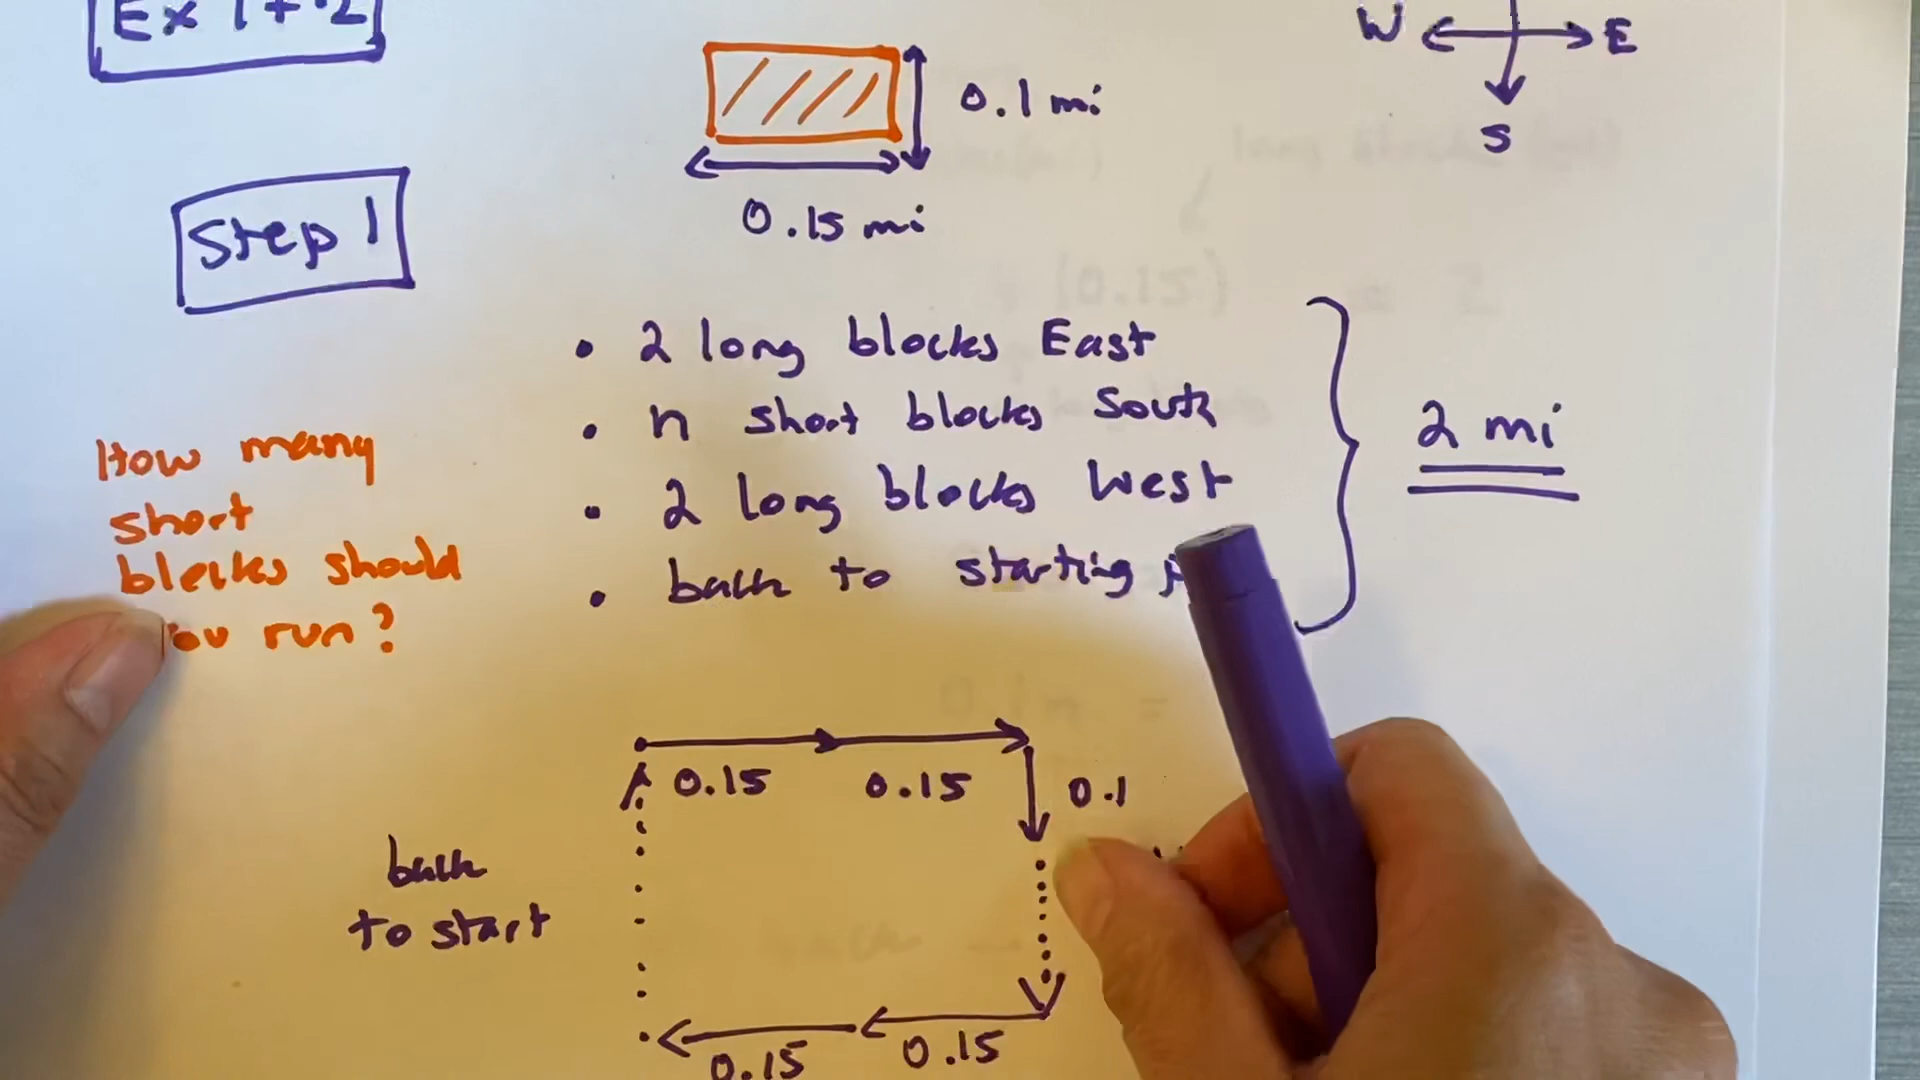 Ex 1+2
W E
S
0.1 mi
0.15 mi
Step 1
• 2 long blocks East
• n short blocks South
• 2 long blocks West
• back to starting
2 mi
How many
short
blocks should
you run?
0.15 0.15
0.1
back
to start
0.15 0.15